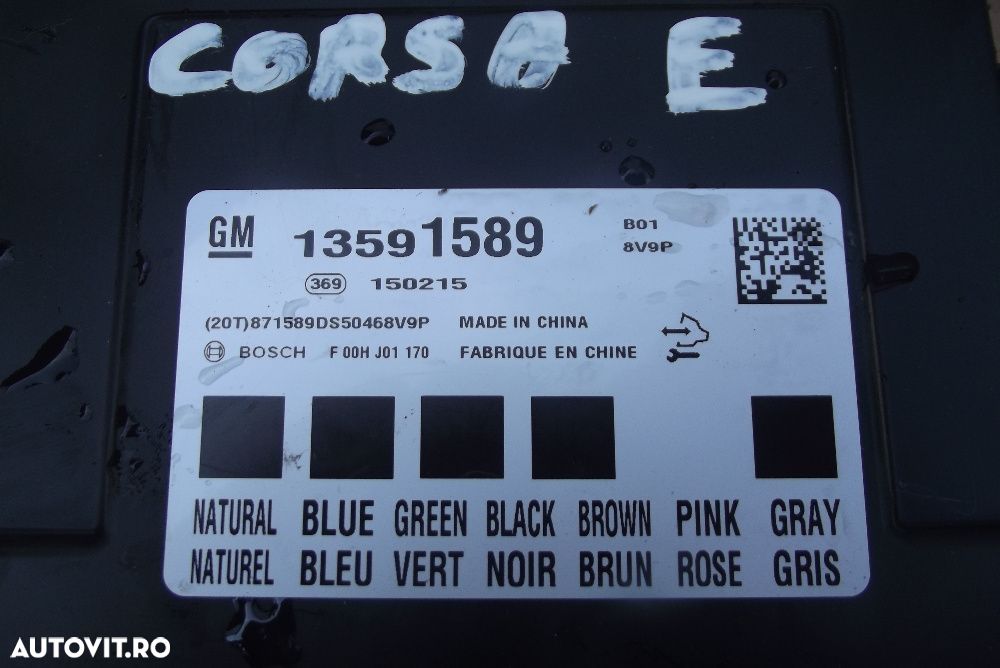 CORSA E
GM 13591589 B01
8V9P
369 150215
(20T)871589DS50468V9P MADE IN CHINA
BOSCH F 00H J01 170 FABRIQUE EN CHINE
NATURAL BLUE GREEN BLACK BROWN PINK GRAY
NATUREL BLEU VERT NOIR BRUN ROSE GRIS
AUTOVIT.RO